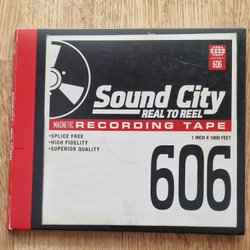 606
Sound City
REAL TO REEL
MAGNETIC RECORDING TAPE
•SPLICE FREE
•HIGH FIDELITY
•SUPERIOR QUALITY
1 INCH X 1800 FEET
606